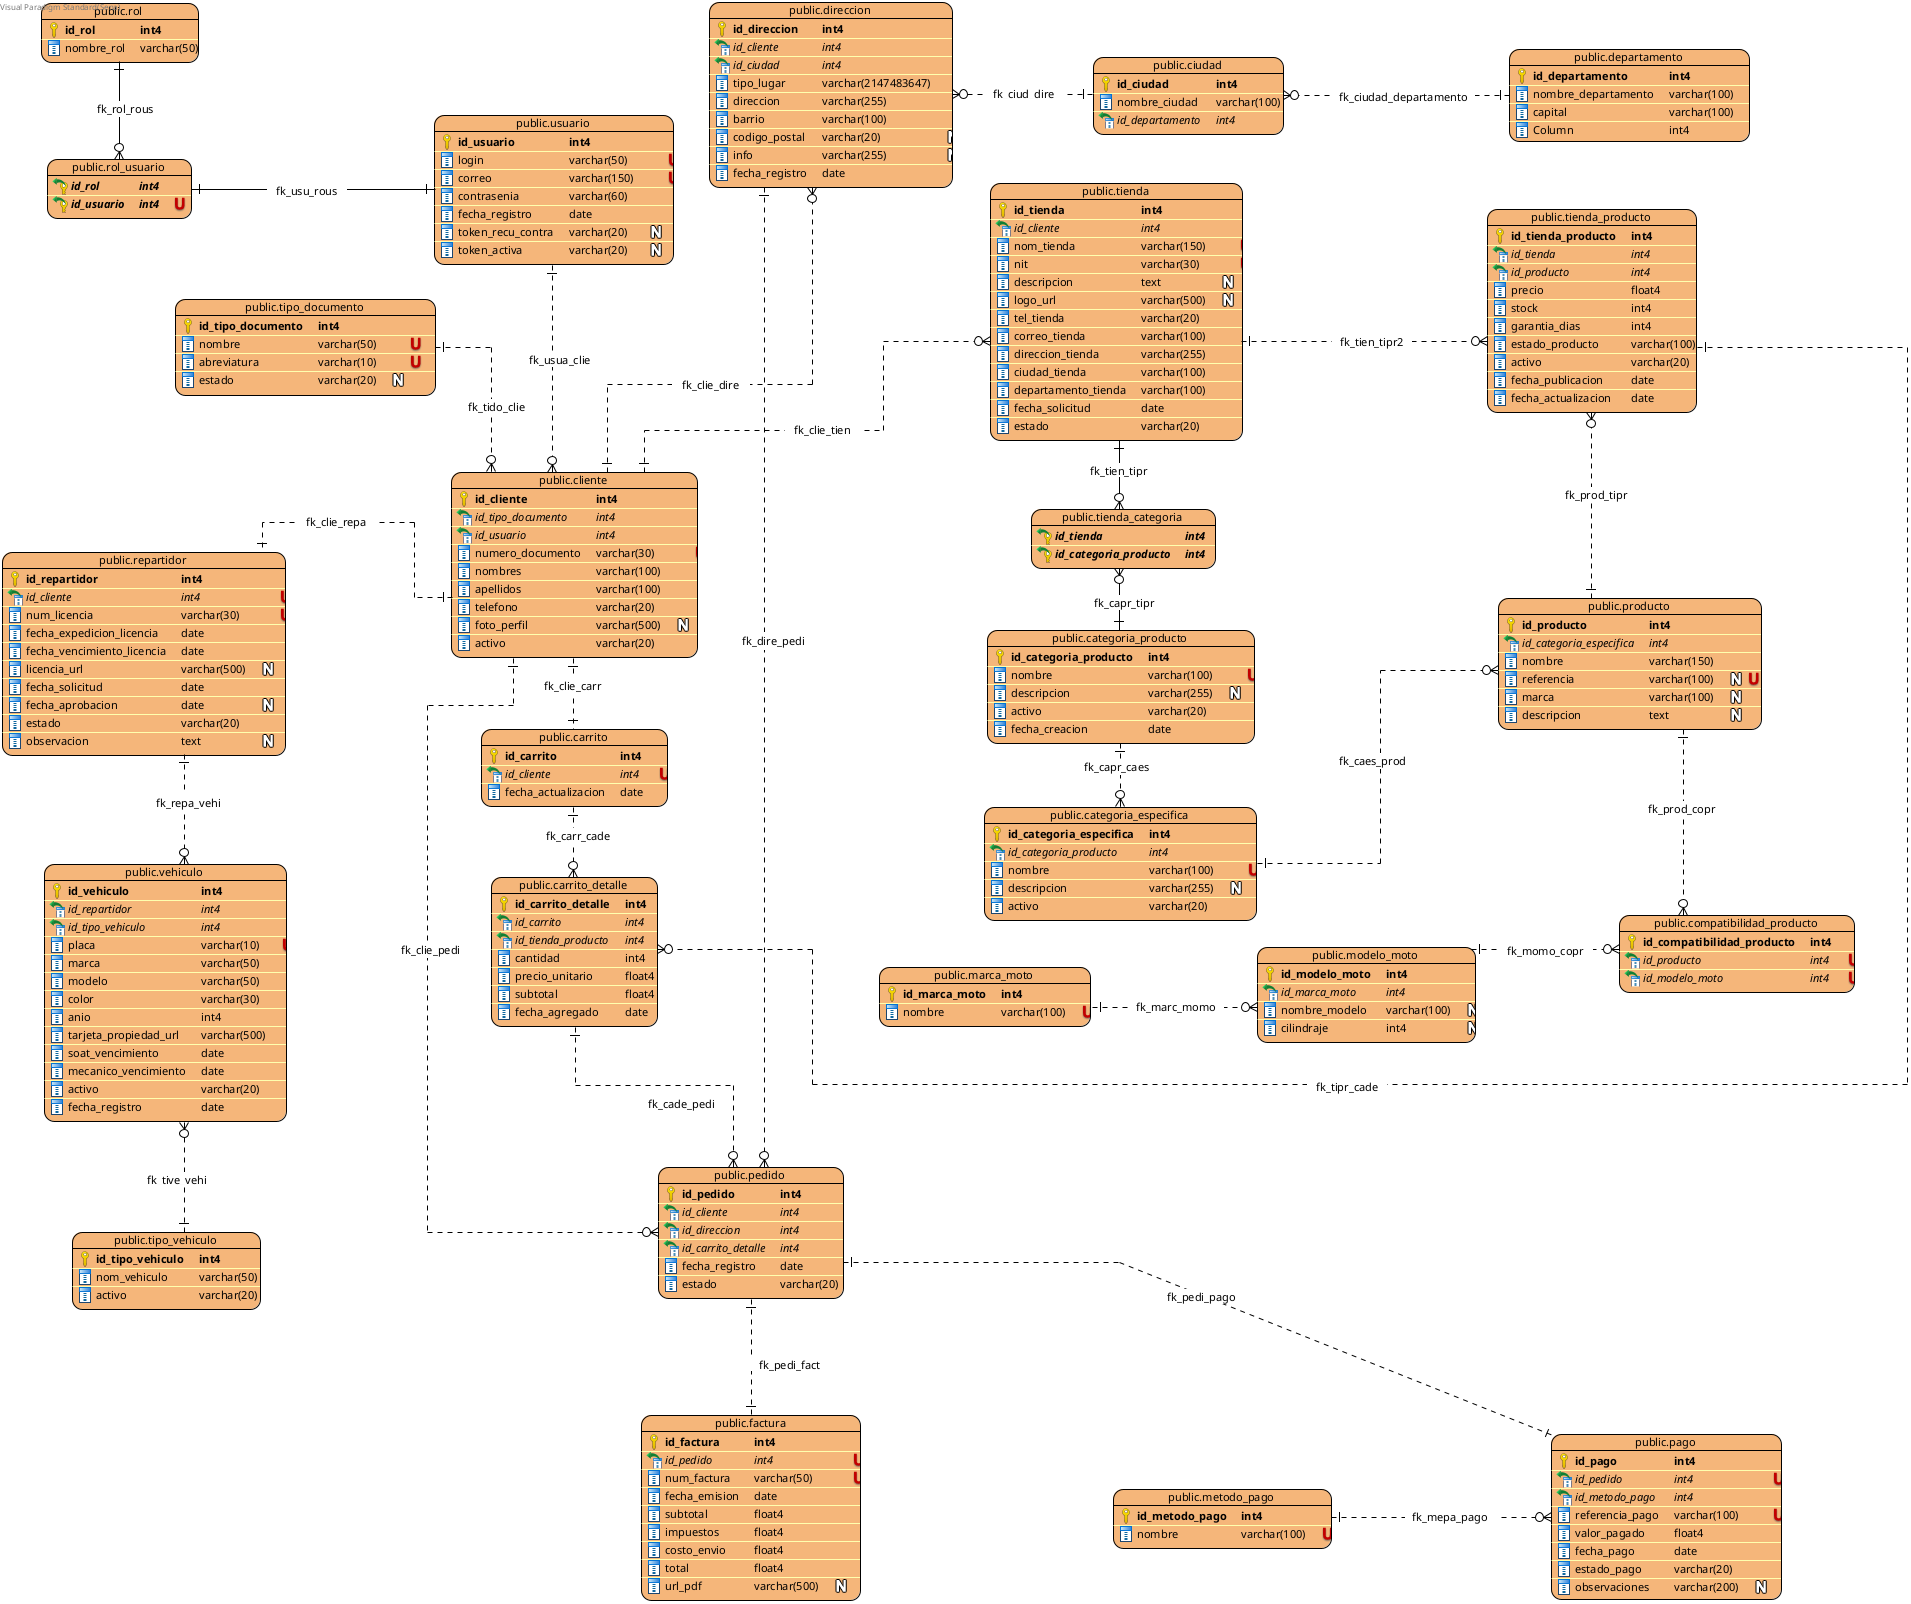 Visual Paradigm Standard
public.rol
id_rol int4
nombre_rol varchar(50)
fk_rol_rous
public.rol_usuario
id_rol int4
id_usuario int4 U
fk_usu_rous
public.usuario
id_usuario int4
login varchar(50) U
correo varchar(150) U
contrasenia varchar(60)
fecha_registro date
token_recu_contra varchar(20) N
token_activa varchar(20) N
public.direccion
id_direccion int4
id_cliente int4
id_ciudad int4
tipo_lugar varchar(2147483647)
direccion varchar(255)
barrio varchar(100)
codigo_postal varchar(20) N
info varchar(255) N
fecha_registro date
fk_ciud_dire
public.ciudad
id_ciudad int4
nombre_ciudad varchar(100)
id_departamento int4
fk_ciudad_departamento
public.departamento
id_departamento int4
nombre_departamento varchar(100)
capital varchar(100)
Column int4
public.tipo_documento
id_tipo_documento int4
nombre varchar(50) U
abreviatura varchar(10) U
estado varchar(20) N
fk_tido_clie
fk_usua_clie
fk_clie_dire
fk_clie_tien
public.tienda
id_tienda int4
id_cliente int4
nom_tienda varchar(150)
nit varchar(30)
descripcion text N
logo_url varchar(500) N
tel_tienda varchar(20)
correo_tienda varchar(100)
direccion_tienda varchar(255)
ciudad_tienda varchar(100)
departamento_tienda varchar(100)
fecha_solicitud date
estado varchar(20)
fk_tien_tipr2
public.tienda_producto
id_tienda_producto int4
id_tienda int4
id_producto int4
precio float4
stock int4
garantia_dias int4
estado_producto varchar(100)
activo varchar(20)
fecha_publicacion date
fecha_actualizacion date
fk_tien_tipr
fk_prod_tipr
public.tienda_categoria
id_tienda int4
id_categoria_producto int4
fk_capr_tipr
public.cliente
id_cliente int4
id_tipo_documento int4
id_usuario int4
numero_documento varchar(30)
nombres varchar(100)
apellidos varchar(100)
telefono varchar(20)
foto_perfil varchar(500) N
activo varchar(20)
fk_clie_repa
public.repartidor
id_repartidor int4
id_cliente int4 U
num_licencia varchar(30) U
fecha_expedicion_licencia date
fecha_vencimiento_licencia date
licencia_url varchar(500) N
fecha_solicitud date
fecha_aprobacion date N
estado varchar(20)
observacion text N
fk_dire_pedi
fk_clie_carr
public.categoria_producto
id_categoria_producto int4
nombre varchar(100) U
descripcion varchar(255) N
activo varchar(20)
fecha_creacion date
public.producto
id_producto int4
id_categoria_especifica int4
nombre varchar(150)
referencia varchar(100) N U
marca varchar(100) N
descripcion text N
public.carrito
id_carrito int4
id_cliente int4 U
fecha_actualizacion date
fk_capr_caes
fk_caes_prod
fk_repa_vehi
fk_carr_cade
fk_prod_copr
public.categoria_especifica
id_categoria_especifica int4
id_categoria_producto int4
nombre varchar(100) U
descripcion varchar(255) N
activo varchar(20)
public.vehiculo
id_vehiculo int4
id_repartidor int4
id_tipo_vehiculo int4
placa varchar(10) U
marca varchar(50)
modelo varchar(50)
color varchar(30)
anio int4
tarjeta_propiedad_url varchar(500)
soat_vencimiento date
mecanico_vencimiento date
activo varchar(20)
fecha_registro date
fk_clie_pedi
public.carrito_detalle
id_carrito_detalle int4
id_carrito int4
id_tienda_producto int4
cantidad int4
precio_unitario float4
subtotal float4
fecha_agregado date
public.marca_moto
id_marca_moto int4
nombre varchar(100) U
fk_marc_momo
public.modelo_moto
id_modelo_moto int4
id_marca_moto int4
nombre_modelo varchar(100) N
cilindraje int4 N
fk_momo_copr
public.compatibilidad_producto
id_compatibilidad_producto int4
id_producto int4 U
id_modelo_moto int4 U
fk_tipr_cade
fk_cade_pedi
fk_tive_vehi
public.tipo_vehiculo
id_tipo_vehiculo int4
nom_vehiculo varchar(50)
activo varchar(20)
public.pedido
id_pedido int4
id_cliente int4
id_direccion int4
id_carrito_detalle int4
fecha_registro date
estado varchar(20)
fk_pedi_pago
fk_pedi_fact
public.factura
id_factura int4
id_pedido int4 U
num_factura varchar(50) U
fecha_emision date
subtotal float4
impuestos float4
costo_envio float4
total float4
url_pdf varchar(500) N
public.metodo_pago
id_metodo_pago int4
nombre varchar(100) U
fk_mepa_pago
public.pago
id_pago int4
id_pedido int4 U
id_metodo_pago int4
referencia_pago varchar(100) U
valor_pagado float4
fecha_pago date
estado_pago varchar(20)
observaciones varchar(200) N